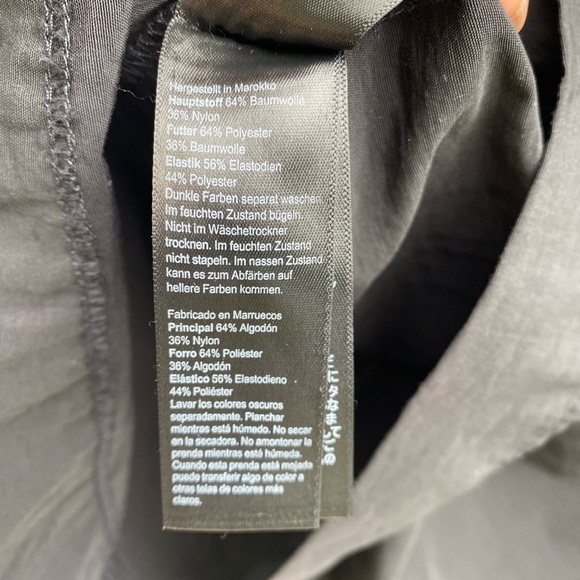 Hergestellt in Marokko
Hauptstoff 64% Baumwolle
36% Nylon
Futter 64% Polyester
36% Baumwolle
Elastik 56% Elastodien
44% Polyester
Dunkle Farben separat waschen.
Im feuchten Zustand bügeln.
Nicht im Wäschetrockner
trocknen. Im feuchten Zustand
nicht stapeln. Im nassen Zustand
kann es zum Abfärben auf
hellere Farben kommen.
Fabricado en Marruecos
Principal 64% Algodón
36% Nylon
Forro 64% Poliéster
36% Algodón
Elástico 56% Elastodieno
44% Poliéster
Lavar los colores oscuros
separadamente. Planchar
mientras está húmedo. No secar
en la secadora. No amontonar la
prenda mientras está húmeda.
Cuando esta prenda está mojada
puede transferir algo de color a
otras telas de colores más
claros.